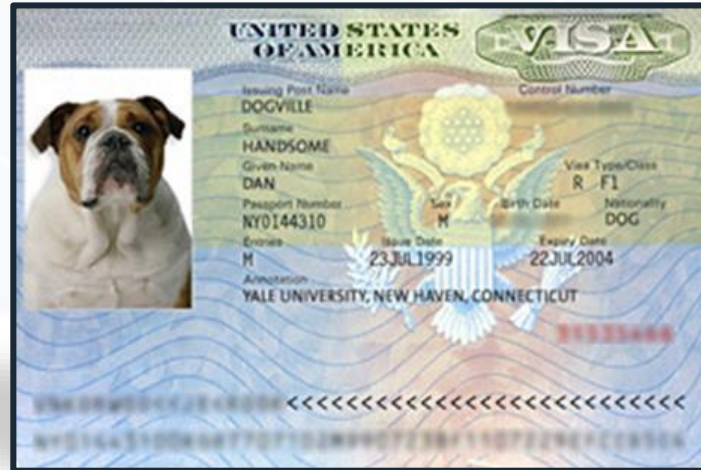 UNITED STATES
OF AMERICA
VISA
Issuing Post Name Control Number
DOGVILLE
Surname
HANDSOME
Given Name Visa Type/Class
DAN R F1
Passport Number Sex Birth Date Nationality
NY0144310 M DOG
Entries Issue Date Expiry Date
M 23JUL1999 22JUL2004
Annotation
YALE UNIVERSITY, NEW HAVEN, CONNECTICUT
<<<<<<<<<<<<<<<<<<<<<<<<<<